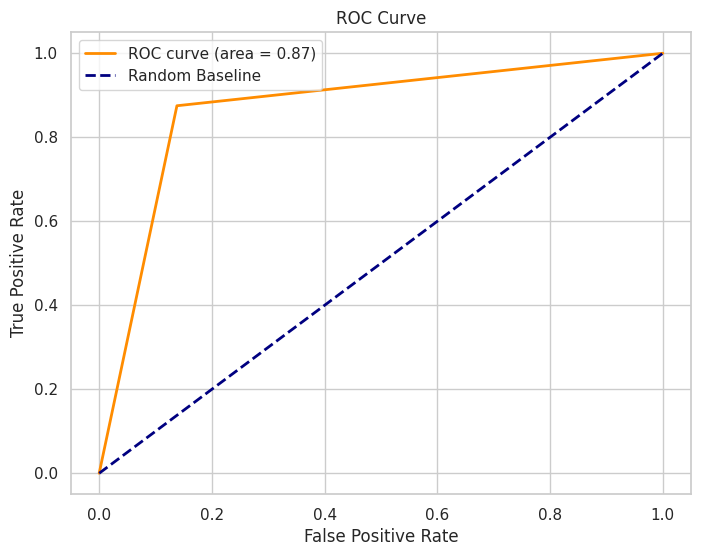 ROC Curve
ROC curve (area = 0.87)
Random Baseline
1.0
0.8
0.6
0.4
0.2
0.0
True Positive Rate
0.0 0.2 0.4 0.6 0.8 1.0
False Positive Rate